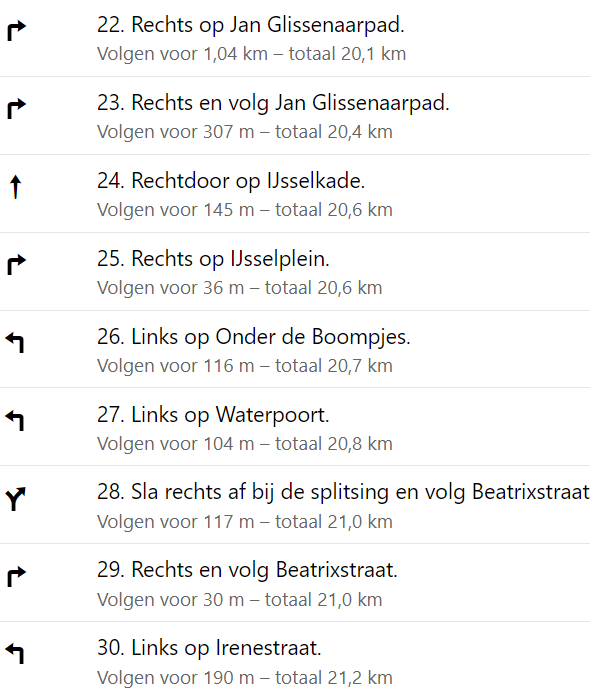 22. Rechts op Jan Glissenaarpad.
Volgen voor 1,04 km – totaal 20,1 km
23. Rechts en volg Jan Glissenaarpad.
Volgen voor 307 m – totaal 20,4 km
24. Rechtdoor op IJsselkade.
Volgen voor 145 m – totaal 20,6 km
25. Rechts op IJsselplein.
Volgen voor 36 m – totaal 20,6 km
26. Links op Onder de Boompjes.
Volgen voor 116 m – totaal 20,7 km
27. Links op Waterpoort.
Volgen voor 104 m – totaal 20,8 km
28. Sla rechts af bij de splitsing en volg Beatrixstraat
Volgen voor 117 m – totaal 21,0 km
29. Rechts en volg Beatrixstraat.
Volgen voor 30 m – totaal 21,0 km
30. Links op Irenestraat.
Volgen voor 190 m – totaal 21,2 km